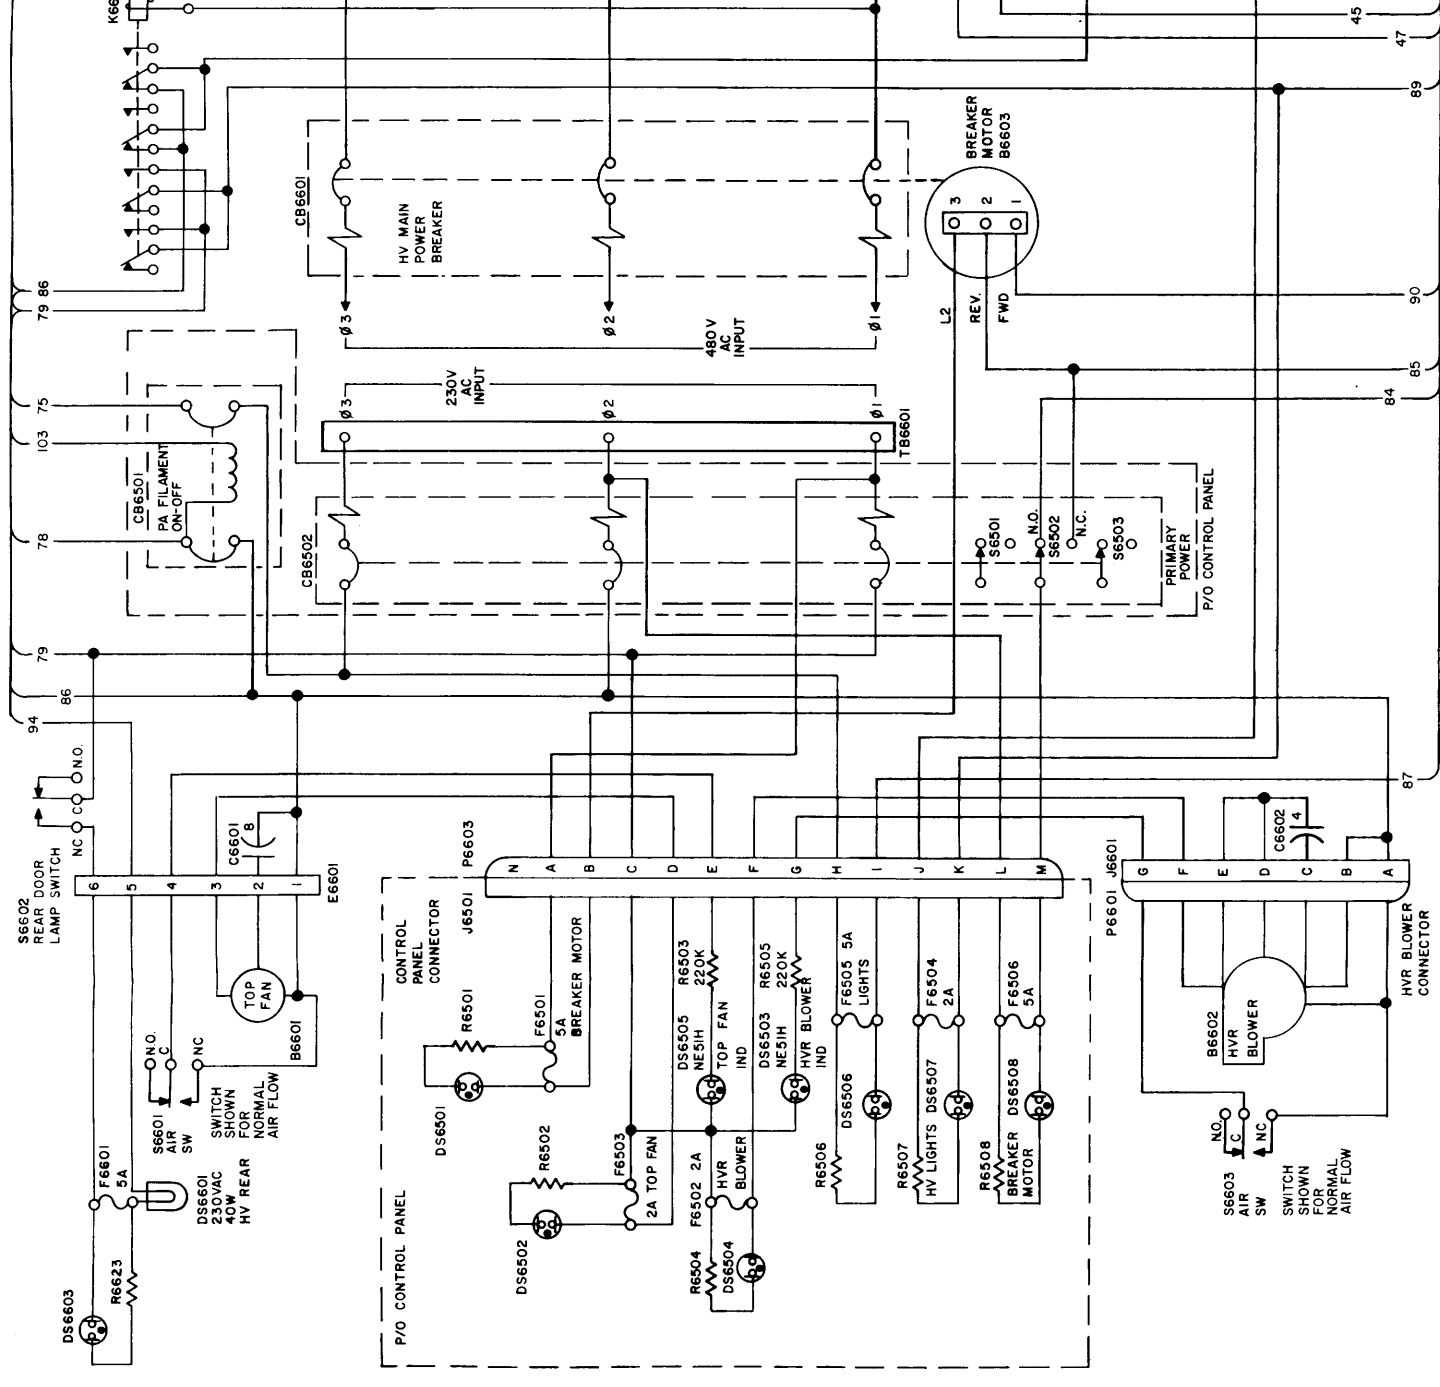 K66
45
47
89
BREAKER
MOTOR
B6603
3
2
1
CB6601
HV MAIN
POWER
BREAKER
86
79
L2
REV.
FWD
90
Ø3
Ø2
Ø1
480V
AC
INPUT
230V
AC
INPUT
Ø3
Ø2
Ø1
TB6601
85
84
75
103
78
CB6501
PA FILAMENT
ON-OFF
CB6502
S6501
N.O.
S6502
N.C.
S6503
PRIMARY
POWER
P/O CONTROL PANEL
79
86
94
87
N.O.
C
NC
S6602
REAR DOOR
LAMP SWITCH
C6601
8
6
5
4
3
2
1
E6601
TOP
FAN
B6601
N.O.
C
NC
S6601
AIR
SW
SWITCH
SHOWN
FOR
NORMAL
AIR FLOW
F6601
5A
DS6601
230VAC
40W
HV REAR
R6623
DS6603
P6603
J6501
CONTROL
PANEL
CONNECTOR
N
A
B
C
D
E
F
G
H
I
J
K
L
M
R6501
DS6501
F6501
5A
BREAKER MOTOR
R6502
DS6502
F6503
2A TOP FAN
R6503
220K
DS6505
NE51H
TOP FAN
IND
R6505
220K
DS6503
NE51H
HVR BLOWER
IND
F6502 2A
HVR
BLOWER
R6504
DS6504
F6505 5A
LIGHTS
DS6506
R6506
F6504
2A
DS6507
R6507
HV LIGHTS
F6506
5A
DS6508
R6508
BREAKER
MOTOR
P/O CONTROL PANEL
P6601
J6601
C6602
4
G
F
E
D
C
B
A
HVR BLOWER
CONNECTOR
B6602
HVR
BLOWER
N.O.
C
NC
S6603
AIR
SW
SWITCH
SHOWN
FOR
NORMAL
AIR FLOW